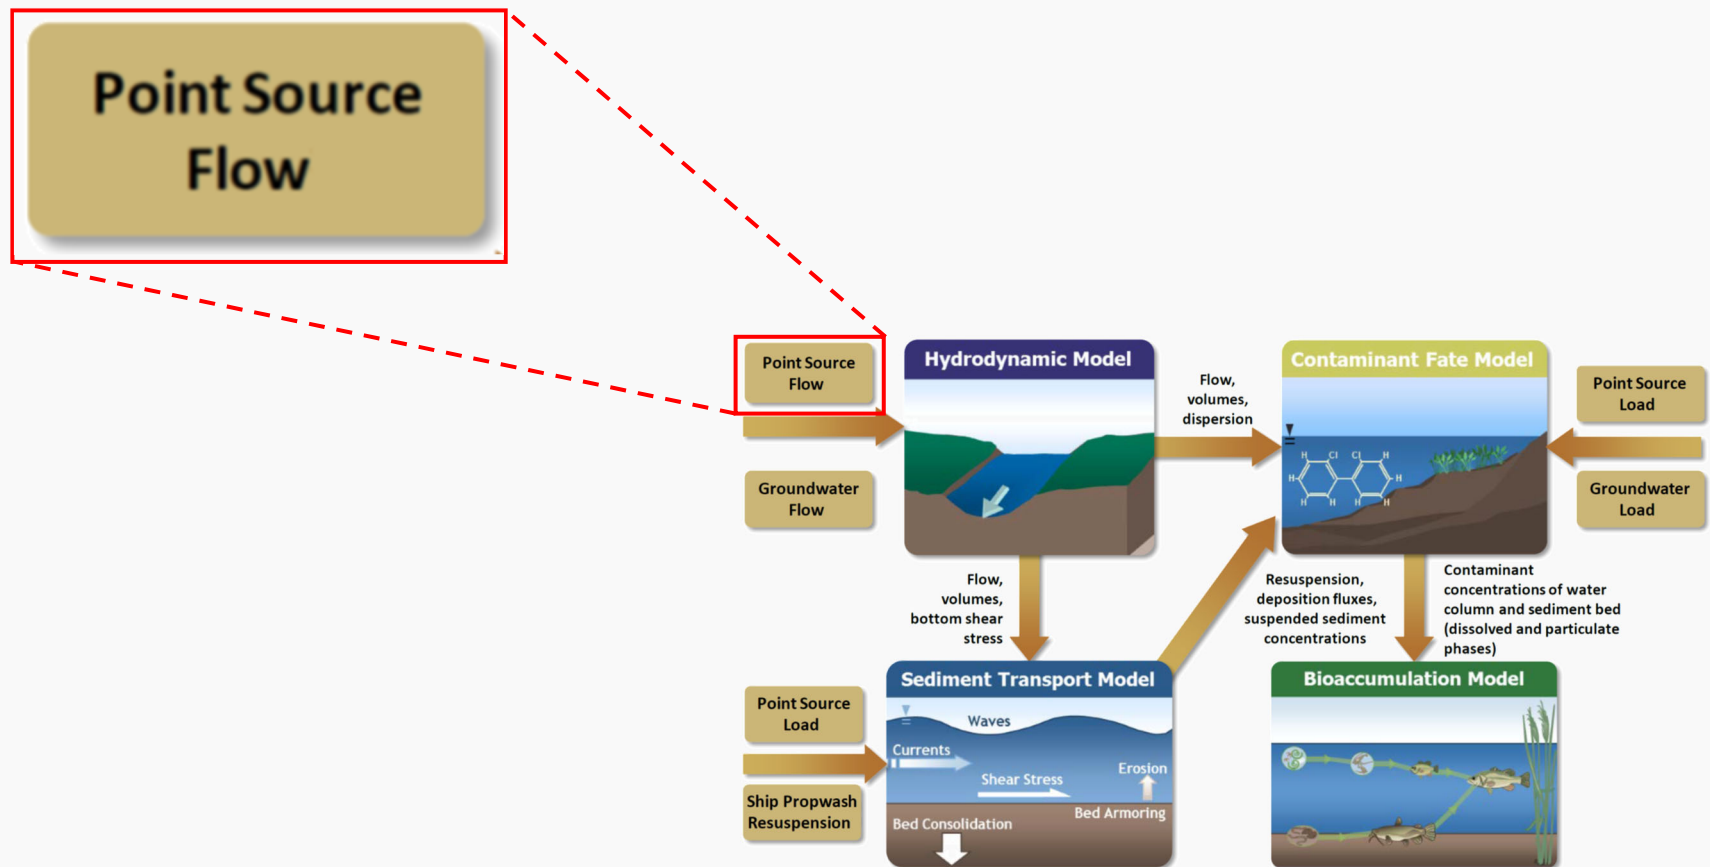 Point Source
Flow
Point Source
Flow
Groundwater
Flow
Hydrodynamic Model
Flow,
volumes,
dispersion
Contaminant Fate Model
Cl
Cl
H
H
H
H
H
H
H
H
Point Source
Load
Groundwater
Load
Flow,
volumes,
bottom shear
stress
Resuspension,
deposition fluxes,
suspended sediment
concentrations
Contaminant
concentrations of water
column and sediment bed
(dissolved and particulate
phases)
Point Source
Load
Ship Propwash
Resuspension
Sediment Transport Model
Waves
Currents
Shear Stress
Erosion
Bed Armoring
Bed Consolidation
Bioaccumulation Model